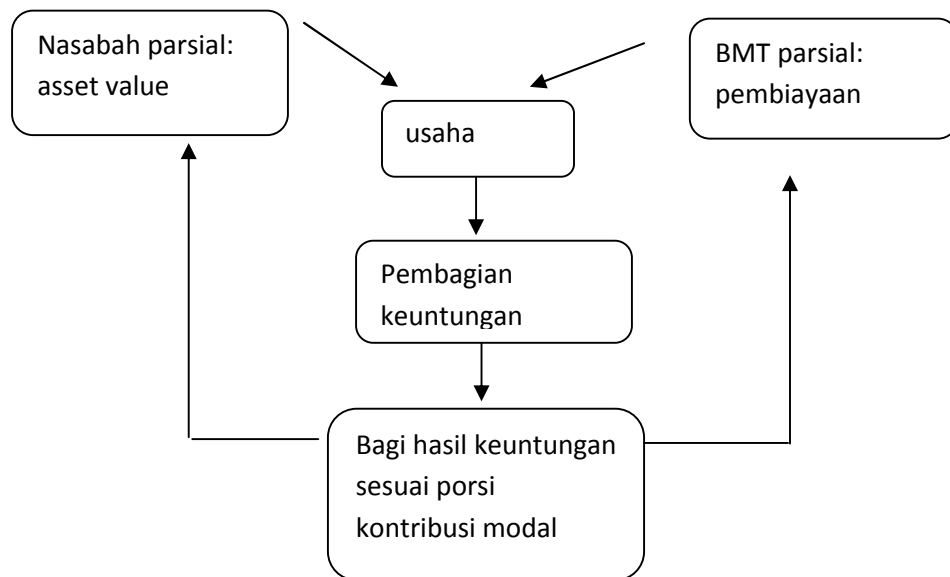 Nasabah parsial:
asset value
BMT parsial:
pembiayaan
usaha
Pembagian
keuntungan
Bagi hasil keuntungan
sesuai porsi
kontribusi modal